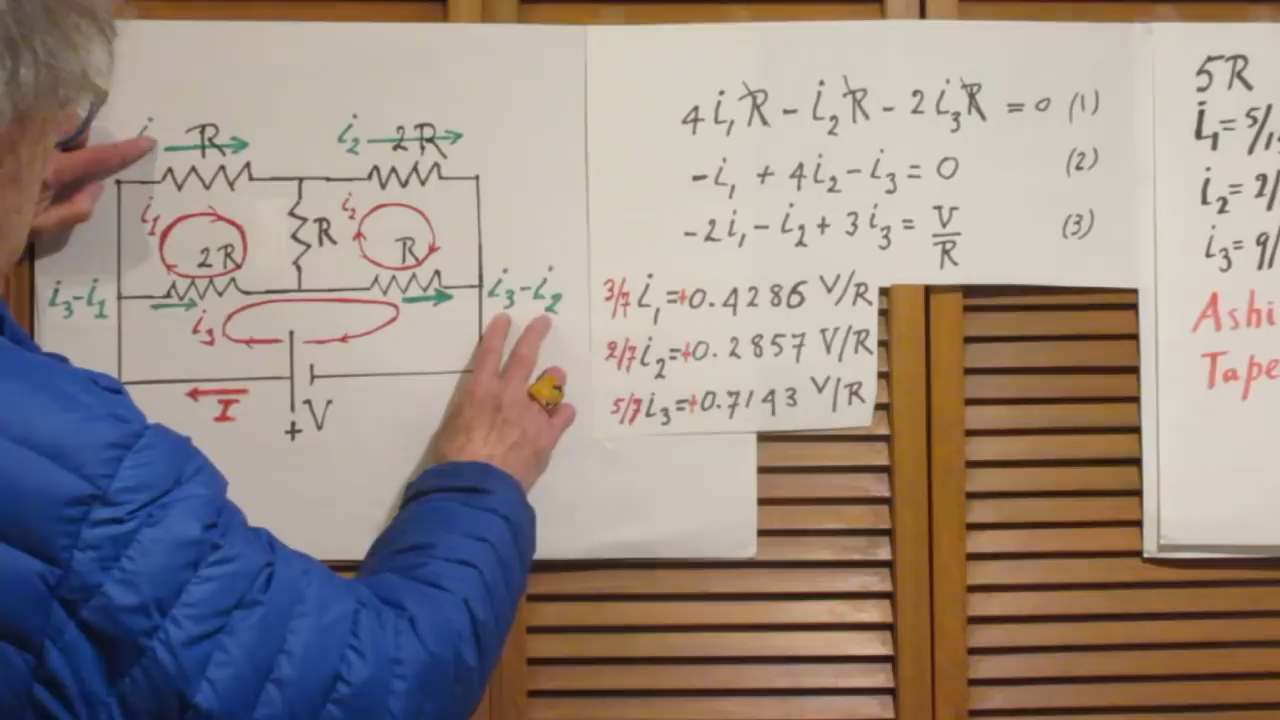 i R i₂ 2R
i₁ i₂
R
2R R
i₃-i₁ i₃-i₂
i₃
I
+ V
4i₁R - i₂R - 2i₃R = 0 (1)
-i₁ + 4i₂ - i₃ = 0 (2)
-2i₁ - i₂ + 3i₃ = V/R (3)
3/7 i₁ = +0.4286 V/R
2/7 i₂ = +0.2857 V/R
5/7 i₃ = +0.7143 V/R
5R
i₁ = 5/1
i₂ = 2/
i₃ = 9/
Ashi
Tape